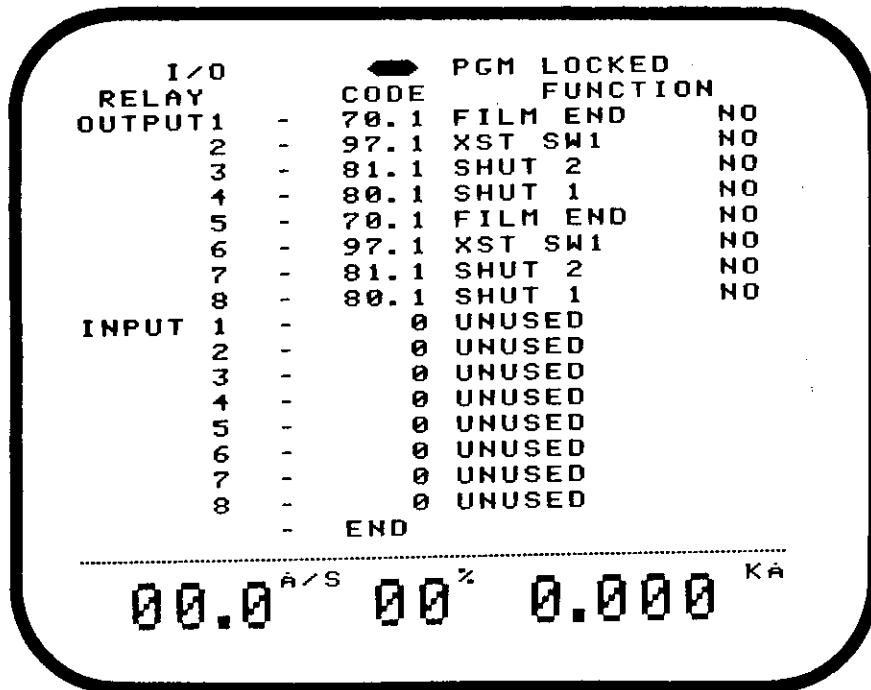 I/O PGM LOCKED
RELAY CODE FUNCTION
OUTPUT1 - 70.1 FILM END NO
2 - 97.1 XST SW1 NO
3 - 81.1 SHUT 2 NO
4 - 80.1 SHUT 1 NO
5 - 70.1 FILM END NO
6 - 97.1 XST SW1 NO
7 - 81.1 SHUT 2 NO
8 - 80.1 SHUT 1 NO
INPUT 1 - 0 UNUSED
2 - 0 UNUSED
3 - 0 UNUSED
4 - 0 UNUSED
5 - 0 UNUSED
6 - 0 UNUSED
7 - 0 UNUSED
8 - 0 UNUSED
- END
00.0 Å/S 00 % 0.000 KÅ